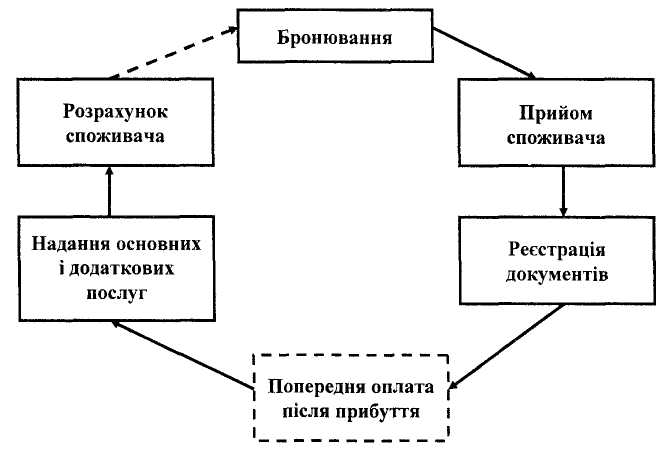 Бронювання
Прийом
споживача
Реєстрація
документів
Попередня оплата
після прибуття
Надання основних
і додаткових
послуг
Розрахунок
споживача